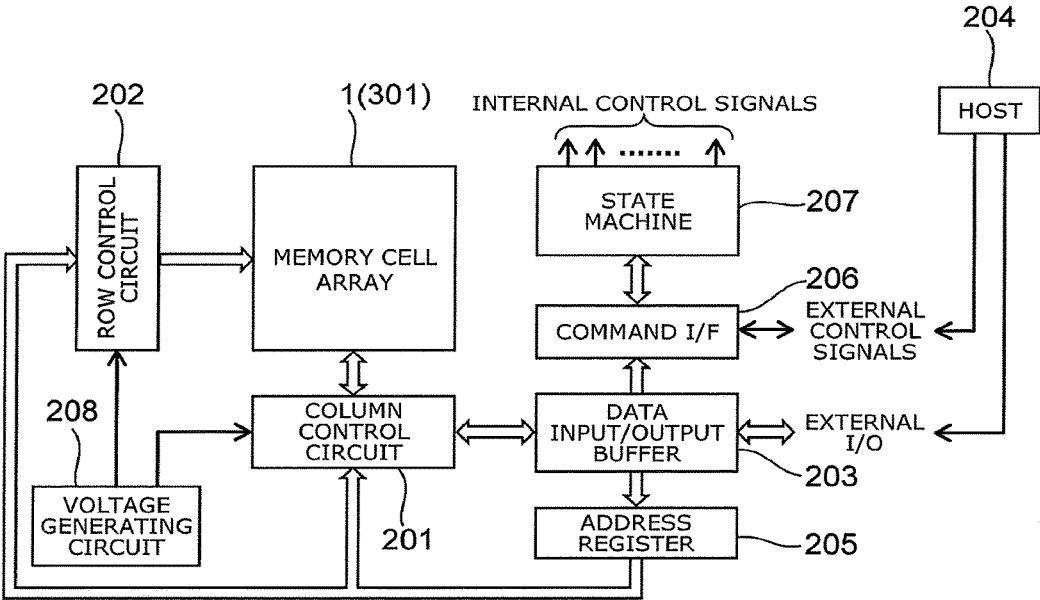 204
HOST
202
1(301)
INTERNAL CONTROL SIGNALS
ROW CONTROL
CIRCUIT
MEMORY CELL
ARRAY
STATE
MACHINE
207
206
COMMAND I/F
EXTERNAL
CONTROL
SIGNALS
208
COLUMN
CONTROL
CIRCUIT
DATA
INPUT/OUTPUT
BUFFER
EXTERNAL
I/O
203
VOLTAGE
GENERATING
CIRCUIT
201
ADDRESS
REGISTER
205